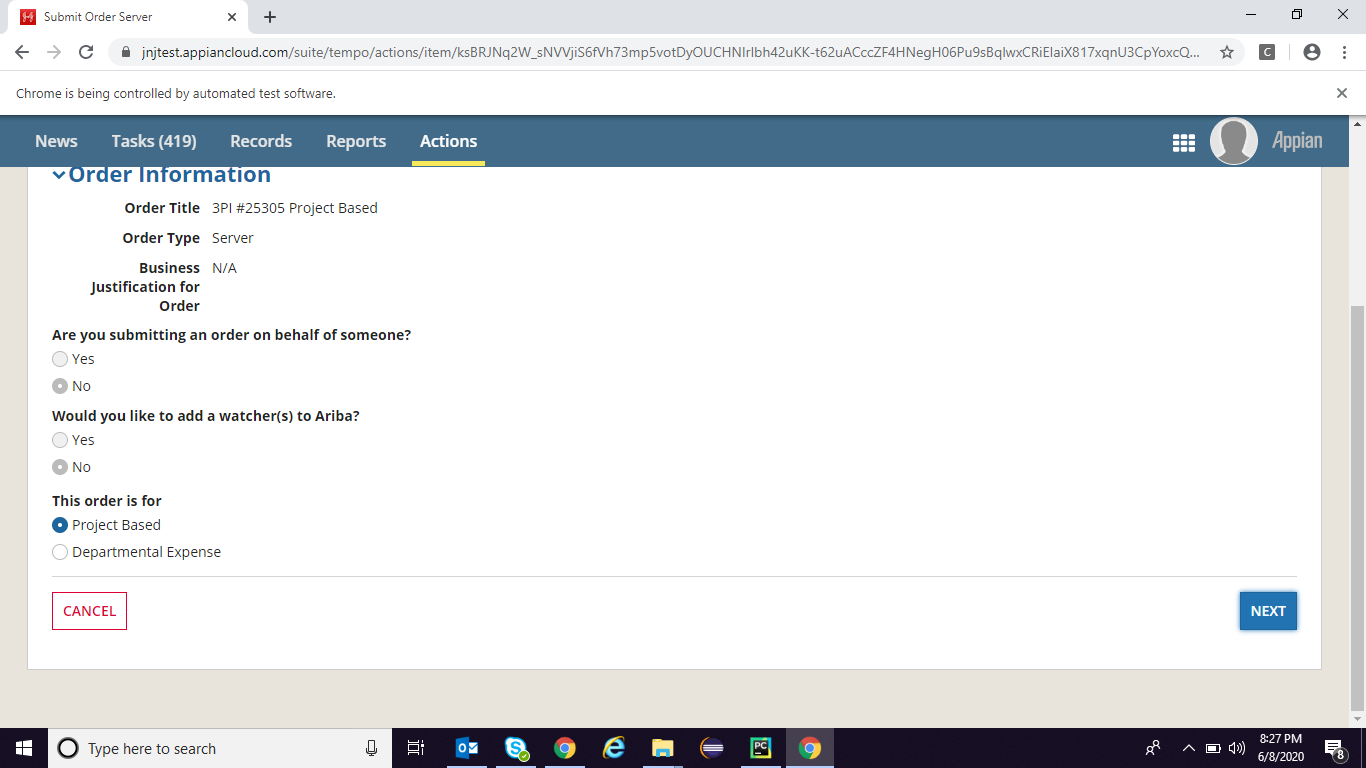 Submit Order Server
jnjtest.appiancloud.com/suite/tempo/actions/item/ksBRJNq2W_sNVVjiS6fVh73mp5votDyOUCHNIrlbh42uKK-t62uACccZF4HNegH06Pu9sBqlwxCRiElaiX817xqnU3CpYoxcQ...
C
Chrome is being controlled by automated test software.
News Tasks (419) Records Reports Actions Appian
Order Information
Order Title 3PI #25305 Project Based
Order Type Server
Business N/A
Justification for
Order
Are you submitting an order on behalf of someone?
Yes
No
Would you like to add a watcher(s) to Ariba?
Yes
No
This order is for
Project Based
Departmental Expense
CANCEL NEXT
Type here to search
PC
8:27 PM
6/8/2020
8